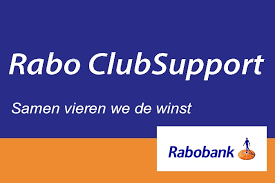 Rabo ClubSupport
Samen vieren we de winst
Rabobank